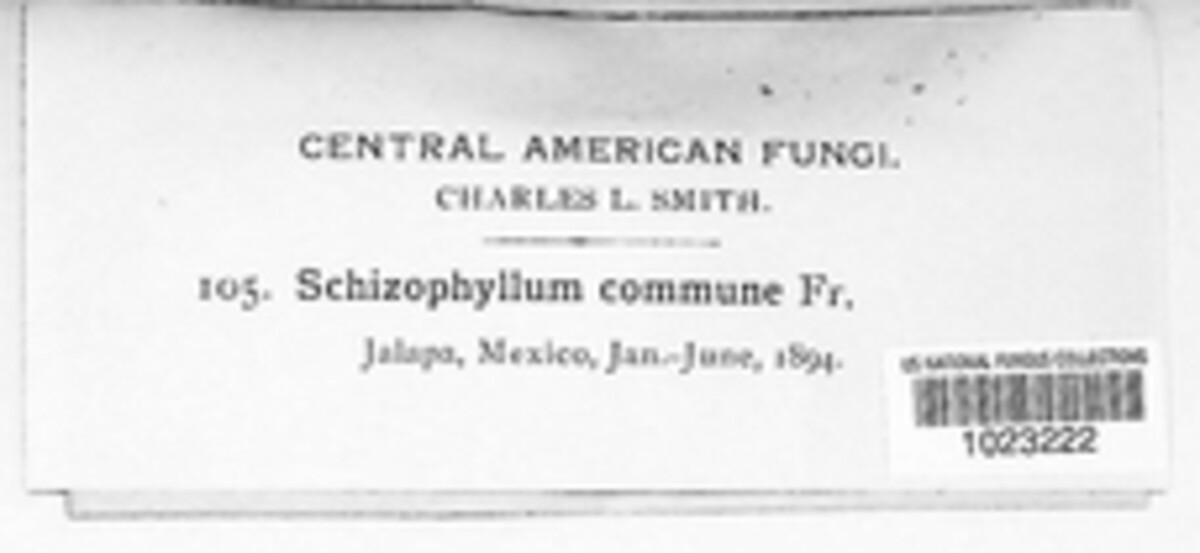 CENTRAL AMERICAN FUNGI.
CHARLES L. SMITH.
105. Schizophyllum commune Fr.
Jalapa, Mexico, Jan.-June, 1894.
US NATIONAL FUNGUS COLLECTIONS
1023222